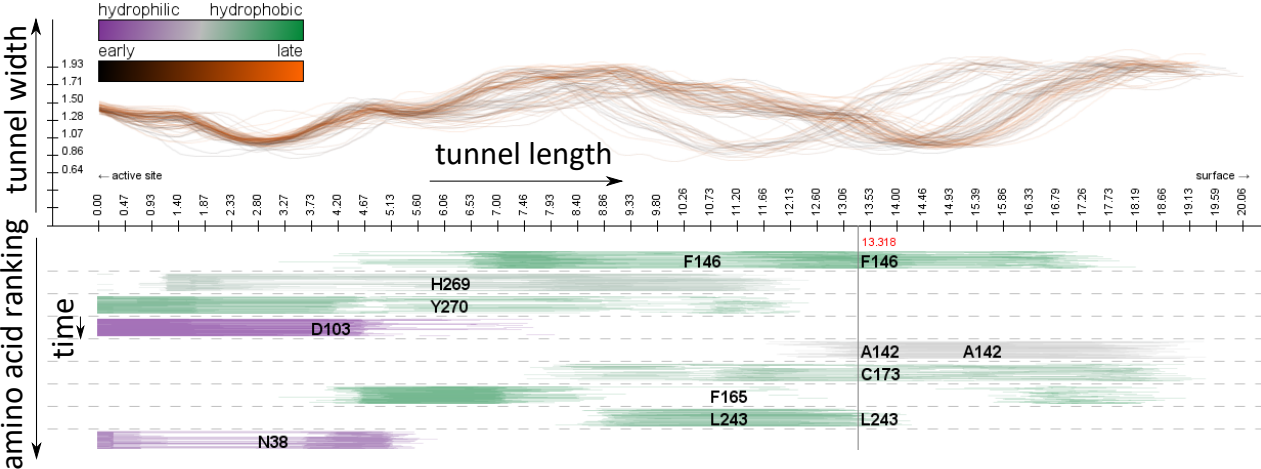 hydrophilic hydrophobic
early late
tunnel width
1.93
1.71
1.50
1.28
1.07
0.86
0.64
tunnel length
← active site
surface →
0.00 0.47 0.93 1.40 1.87 2.33 2.80 3.27 3.73 4.20 4.67 5.13 5.60 6.06 6.53 7.00 7.46 7.93 8.40 8.86 9.33 9.80 10.26 10.73 11.20 11.66 12.13 12.60 13.06 13.53 14.00 14.46 14.93 15.39 15.86 16.33 16.79 17.26 17.73 18.19 18.66 19.13 19.59 20.06
amino acid ranking
time
13.318
F146 F146
H269
Y270
D103
A142 A142
C173
F165
L243 L243
N38